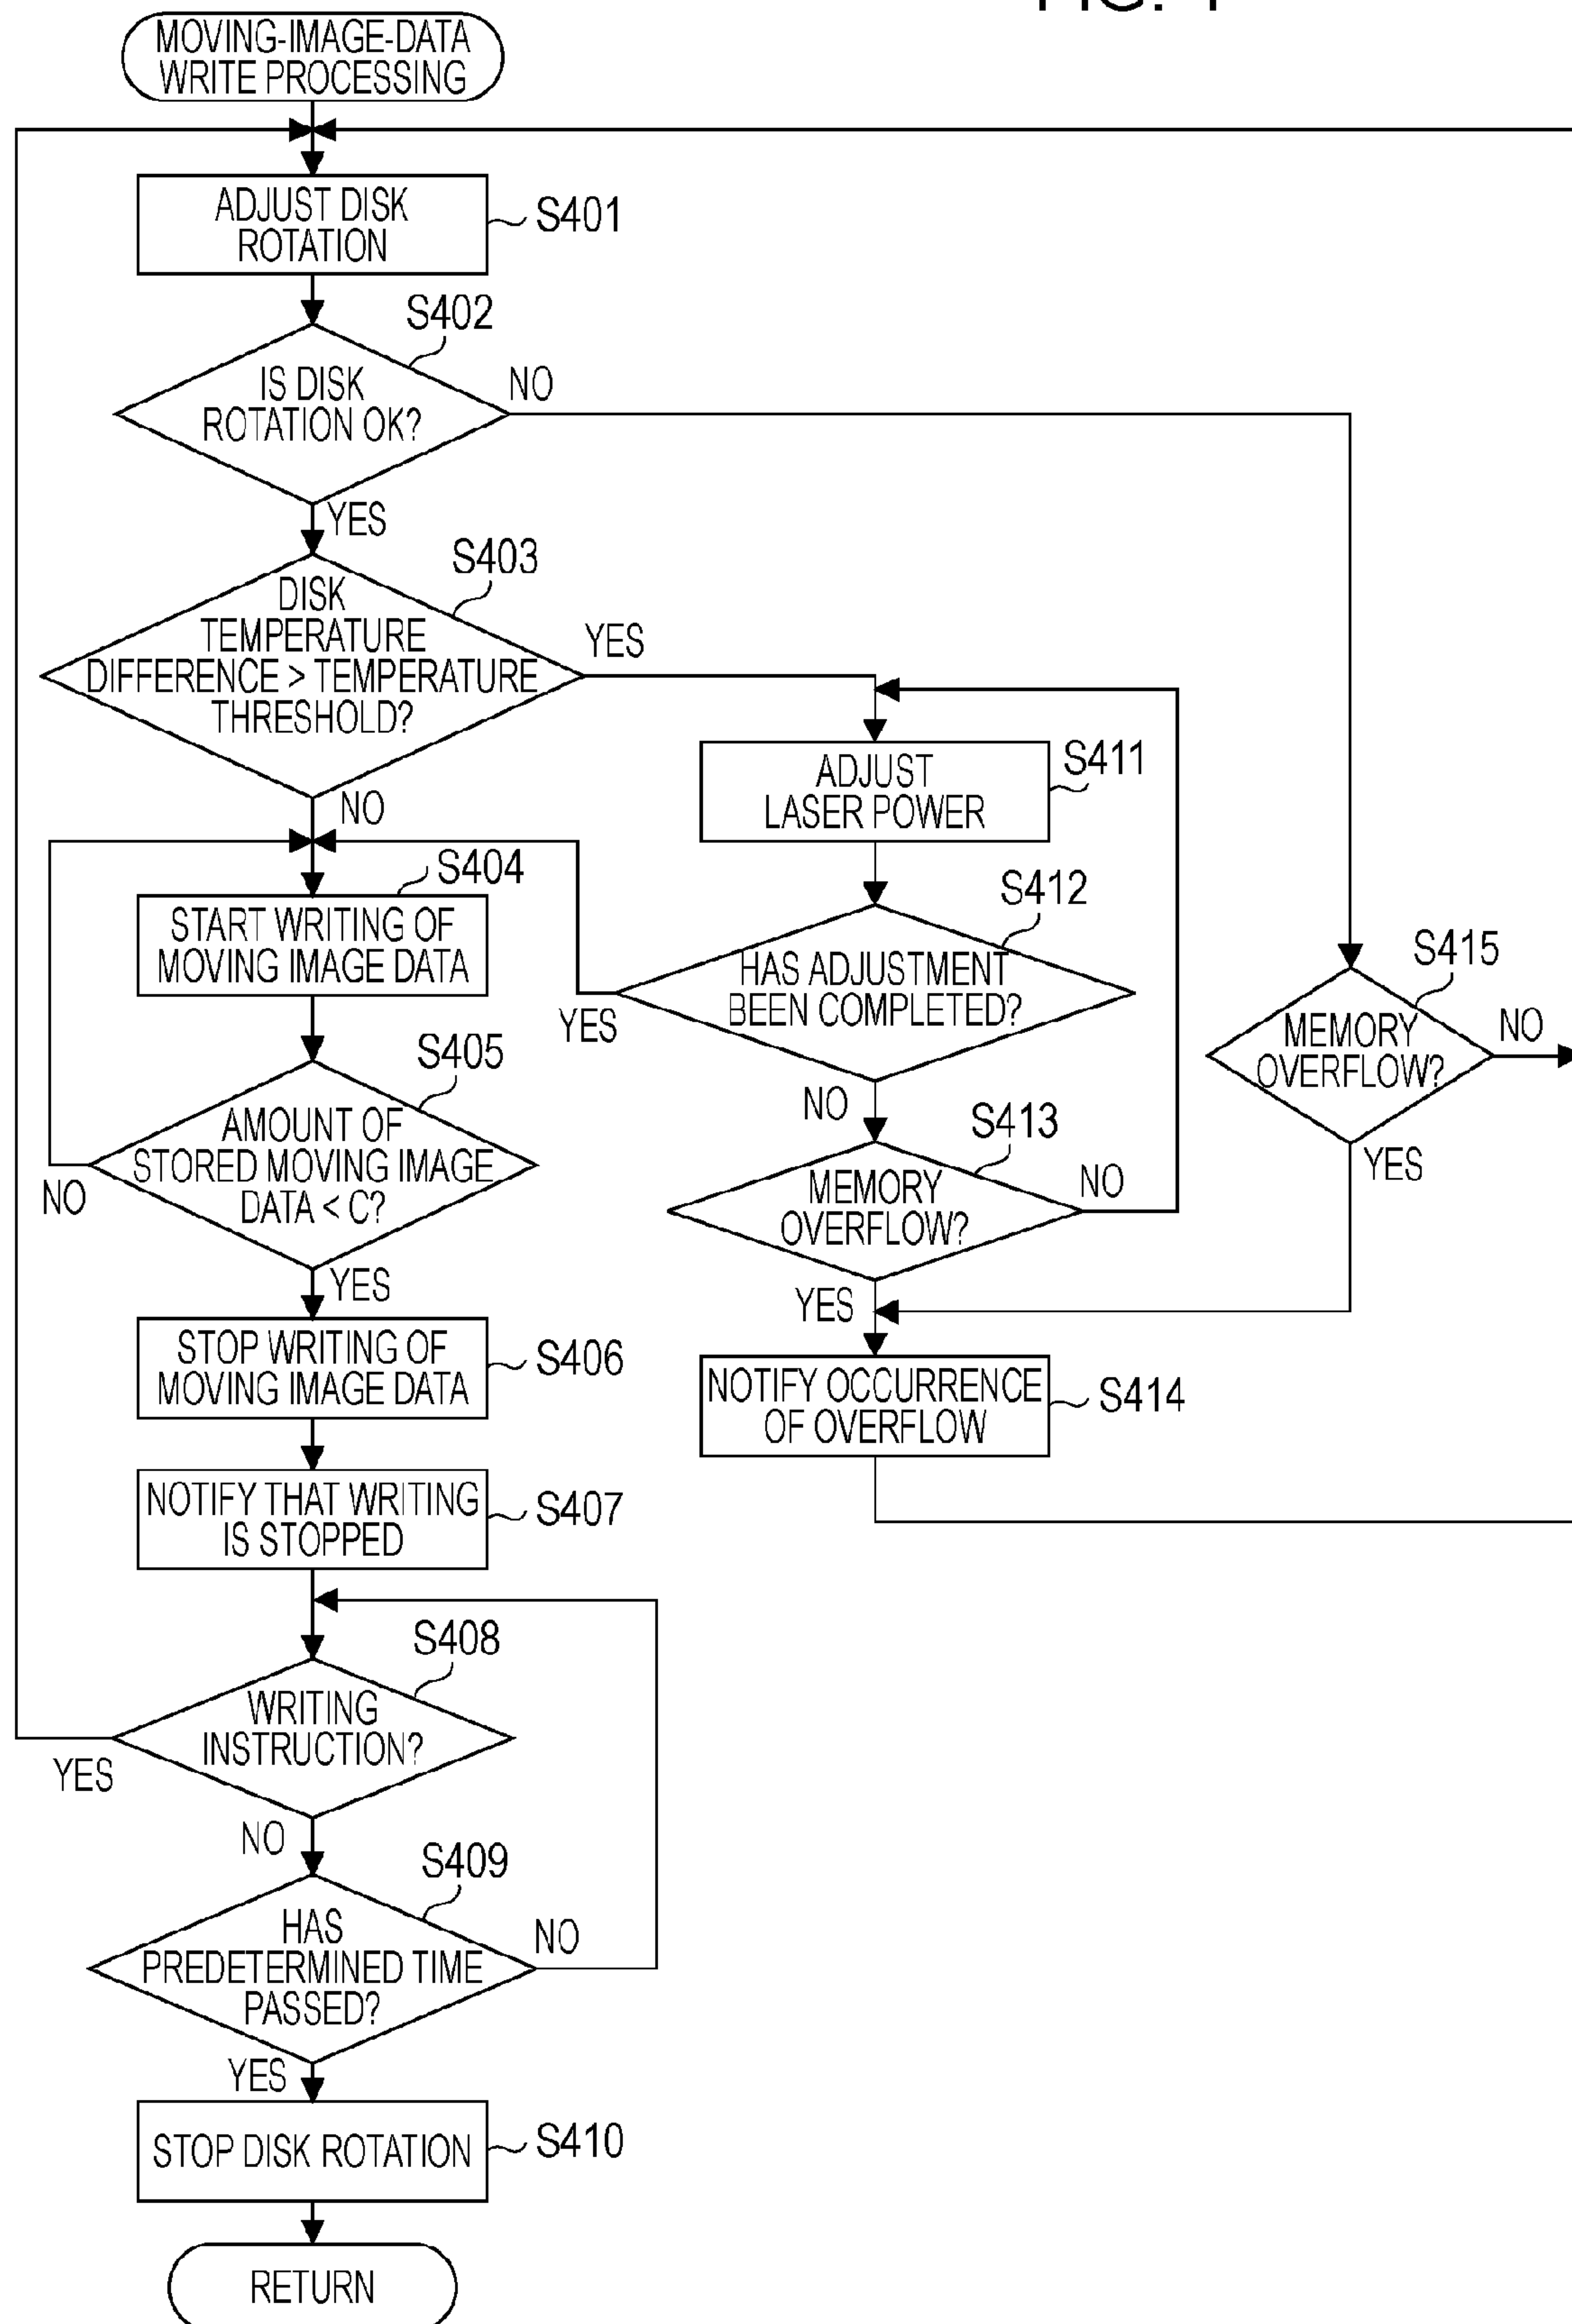 MOVING-IMAGE-DATA
WRITE PROCESSING
ADJUST DISK
ROTATION
S401
S402
IS DISK
ROTATION OK?
NO
YES
S403
DISK
TEMPERATURE
DIFFERENCE > TEMPERATURE
THRESHOLD?
YES
NO
S404
START WRITING OF
MOVING IMAGE DATA
S405
AMOUNT OF
STORED MOVING IMAGE
DATA < C?
NO
YES
STOP WRITING OF
MOVING IMAGE DATA
S406
NOTIFY THAT WRITING
IS STOPPED
S407
S408
WRITING
INSTRUCTION?
YES
NO
S409
HAS
PREDETERMINED TIME
PASSED?
NO
YES
STOP DISK ROTATION
S410
RETURN
ADJUST
LASER POWER
S411
S412
HAS ADJUSTMENT
BEEN COMPLETED?
YES
NO
S413
MEMORY
OVERFLOW?
NO
YES
NOTIFY OCCURRENCE
OF OVERFLOW
S414
S415
MEMORY
OVERFLOW?
NO
YES